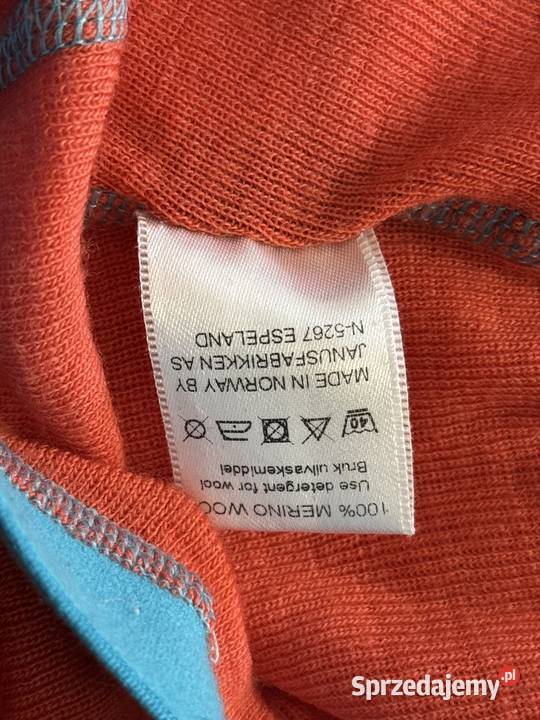 100% MERINO WOO
Use detergent for wool
Bruk ullvaskemiddel
40
MADE IN NORWAY BY
JANUSFABRIKKEN AS
N-5267 ESPELAND
Sprzedajemy.pl